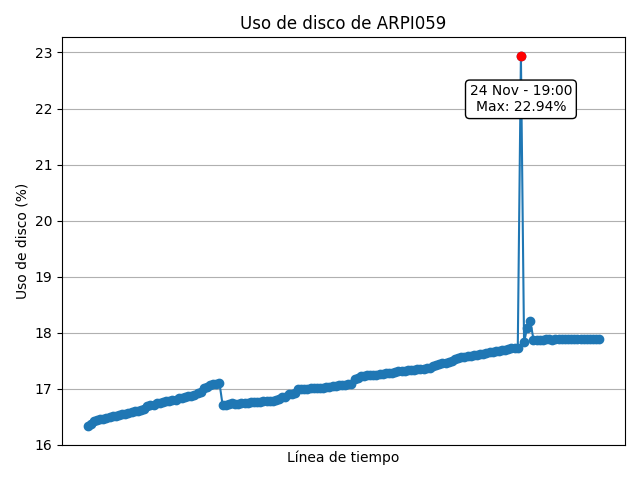 Uso de disco de ARPI059
23
24 Nov - 19:00
Max: 22.94%
22
21
20
19
18
17
16
Uso de disco (%)
Línea de tiempo